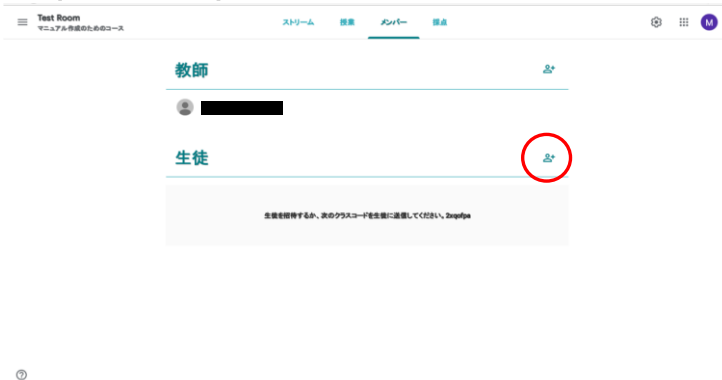 Test Room
マニュアル作成のためのコース
ストリーム 授業 メンバー 採点
M
教師
生徒
生徒を招待するか、次のクラスコードを生徒に送信してください。2xqofpa